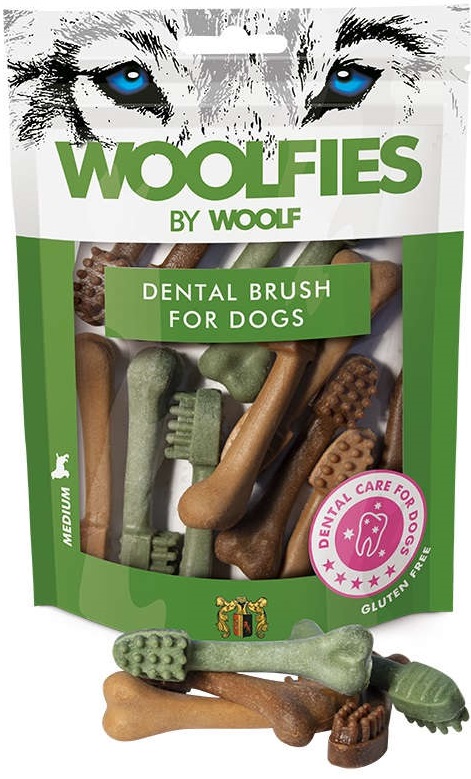 WOOLFIES
BY WOOLF
DENTAL BRUSH
FOR DOGS
MEDIUM
DENTAL CARE FOR DOGS
GLUTEN FREE